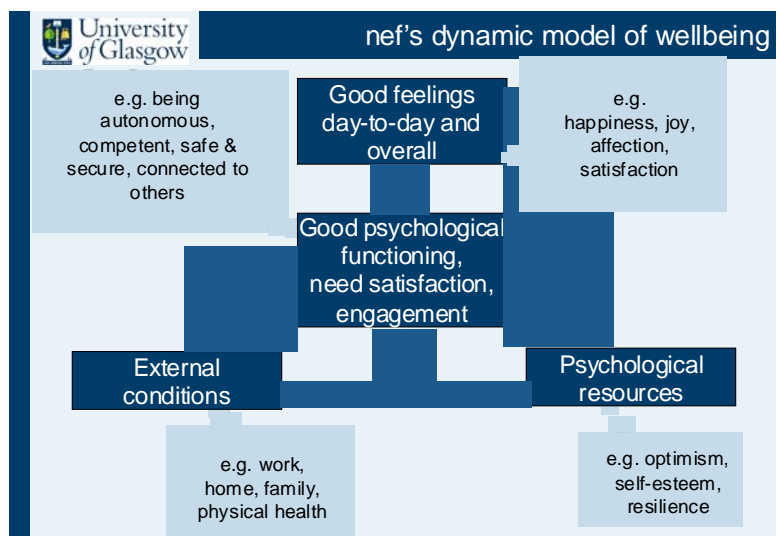 University
of Glasgow
nef's dynamic model of wellbeing
e.g. being
autonomous,
competent, safe &
secure, connected to
others
Good feelings
day-to-day and
overall
e.g.
happiness, joy,
affection,
satisfaction
Good psychological
functioning,
need satisfaction,
engagement
External
conditions
Psychological
resources
e.g. work,
home, family,
physical health
e.g. optimism,
self-esteem,
resilience